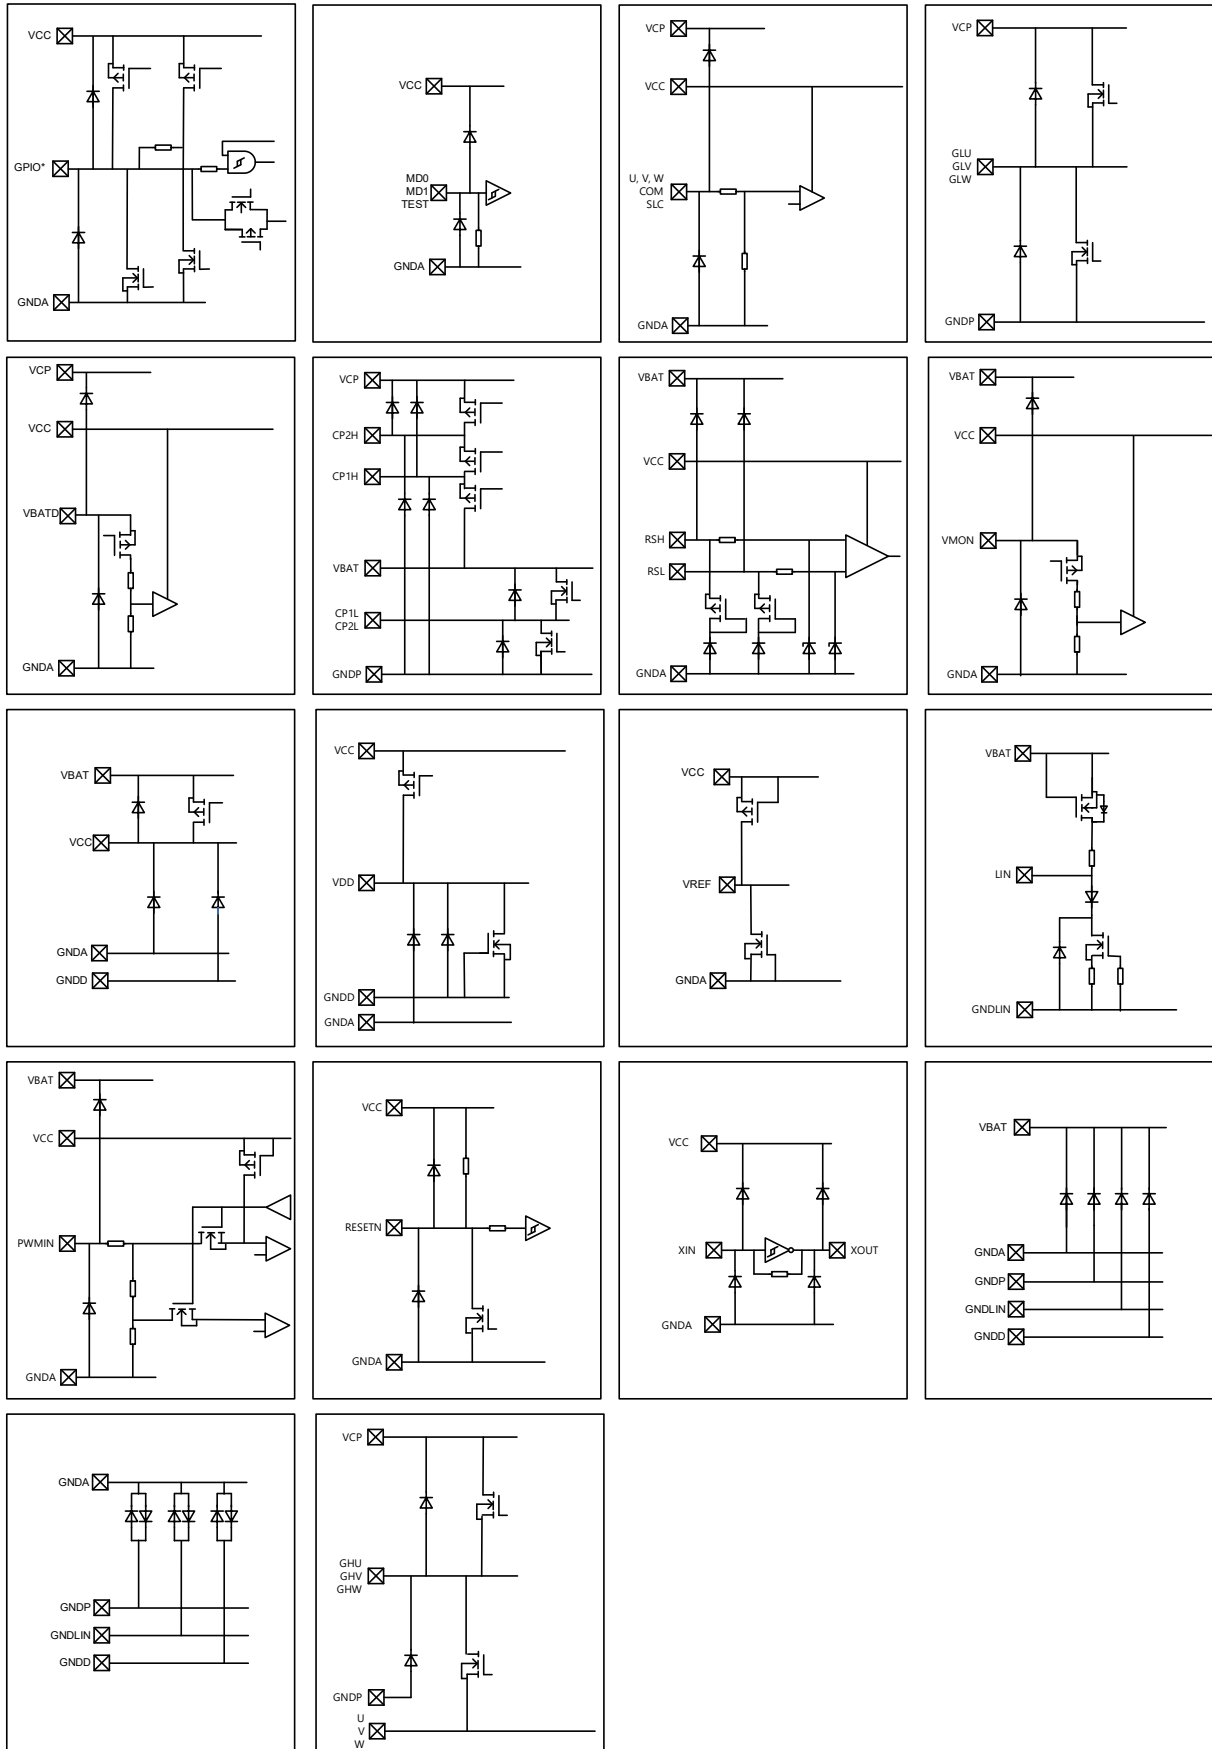 VCC
GPIO*
GNDA
VCC
MD0
MD1
TEST
GNDA
VCP
VCC
U, V, W
COM
SLC
GNDA
VCP
GLU
GLV
GLW
GNDP
VCP
VCC
VBATD
GNDA
VCP
CP2H
CP1H
VBAT
CP1L
CP2L
GNDP
VBAT
VCC
RSH
RSL
GNDA
VBAT
VCC
VMON
GNDA
VBAT
VCC
GNDA
GNDD
VCC
VDD
GNDD
GNDA
VCC
VREF
GNDA
VBAT
LIN
GNDLIN
VBAT
VCC
PWMIN
GNDA
VCC
RESETN
GNDA
VCC
XIN
XOUT
GNDA
VBAT
GNDA
GNDP
GNDLIN
GNDD
GNDA
GNDP
GNDLIN
GNDD
VCP
GHU
GHV
GHW
GNDP
U
V
W